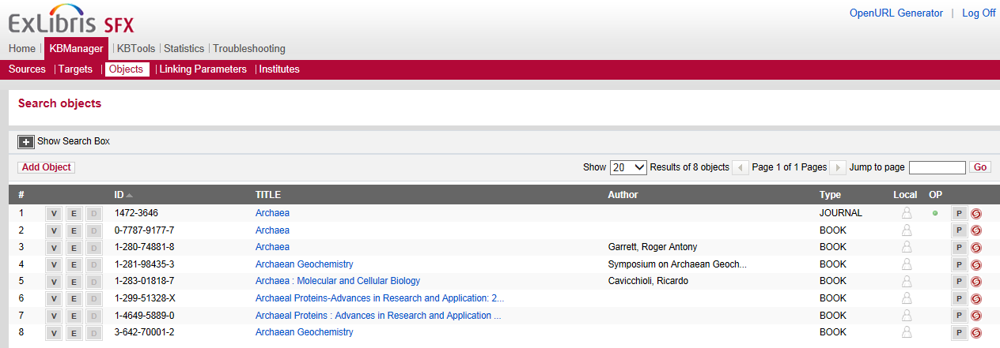 ExLibris SFX
OpenURL Generator | Log Off
Home | KBManager | KBTools | Statistics | Troubleshooting
Sources | Targets | Objects | Linking Parameters | Institutes
Search objects
+ Show Search Box
Add Object Show 20 Results of 8 objects Page 1 of 1 Pages Jump to page Go
# ID TITLE Author Type Local OP
1 V E D 1472-3646 Archaea JOURNAL P
2 V E D 0-7787-9177-7 Archaea BOOK P
3 V E D 1-280-74881-8 Archaea Garrett, Roger Antony BOOK P
4 V E D 1-281-98435-3 Archaean Geochemistry Symposium on Archaean Geoch... BOOK P
5 V E D 1-283-01818-7 Archaea : Molecular and Cellular Biology Cavicchioli, Ricardo BOOK P
6 V E D 1-299-51328-X Archaeal Proteins-Advances in Research and Application: 2... BOOK P
7 V E D 1-4649-5889-0 Archaeal Proteins : Advances in Research and Application ... BOOK P
8 V E D 3-642-70001-2 Archaean Geochemistry BOOK P